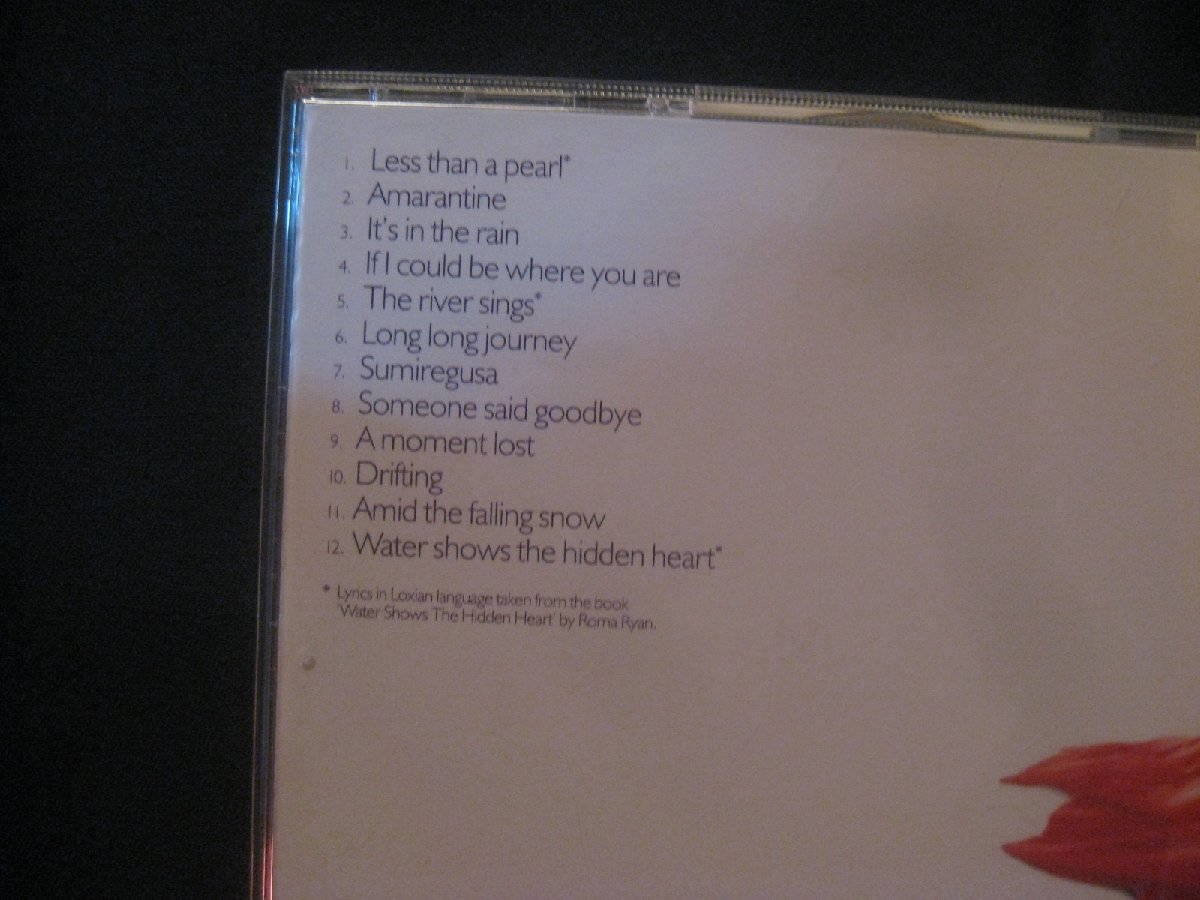 1. Less than a pearl*
2. Amarantine
3. It's in the rain
4. If I could be where you are
5. The river sings*
6. Long long journey
7. Sumiregusa
8. Someone said goodbye
9. A moment lost
10. Drifting
11. Amid the falling snow
12. Water shows the hidden heart*
* Lyrics in Loxian language taken from the book
'Water Shows The Hidden Heart' by Roma Ryan.